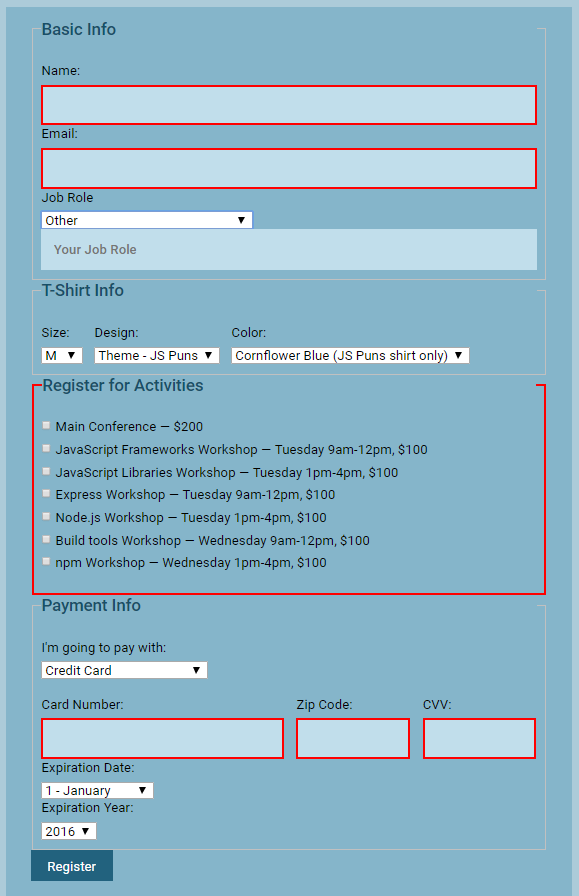 Basic Info
Name:
Email:
Job Role
Other
Your Job Role
T-Shirt Info
Size: Design: Color:
M Theme - JS Puns Cornflower Blue (JS Puns shirt only)
Register for Activities
Main Conference — $200
JavaScript Frameworks Workshop — Tuesday 9am-12pm, $100
JavaScript Libraries Workshop — Tuesday 1pm-4pm, $100
Express Workshop — Tuesday 9am-12pm, $100
Node.js Workshop — Tuesday 1pm-4pm, $100
Build tools Workshop — Wednesday 9am-12pm, $100
npm Workshop — Wednesday 1pm-4pm, $100
Payment Info
I'm going to pay with:
Credit Card
Card Number: Zip Code: CVV:
Expiration Date:
1 - January
Expiration Year:
2016
Register